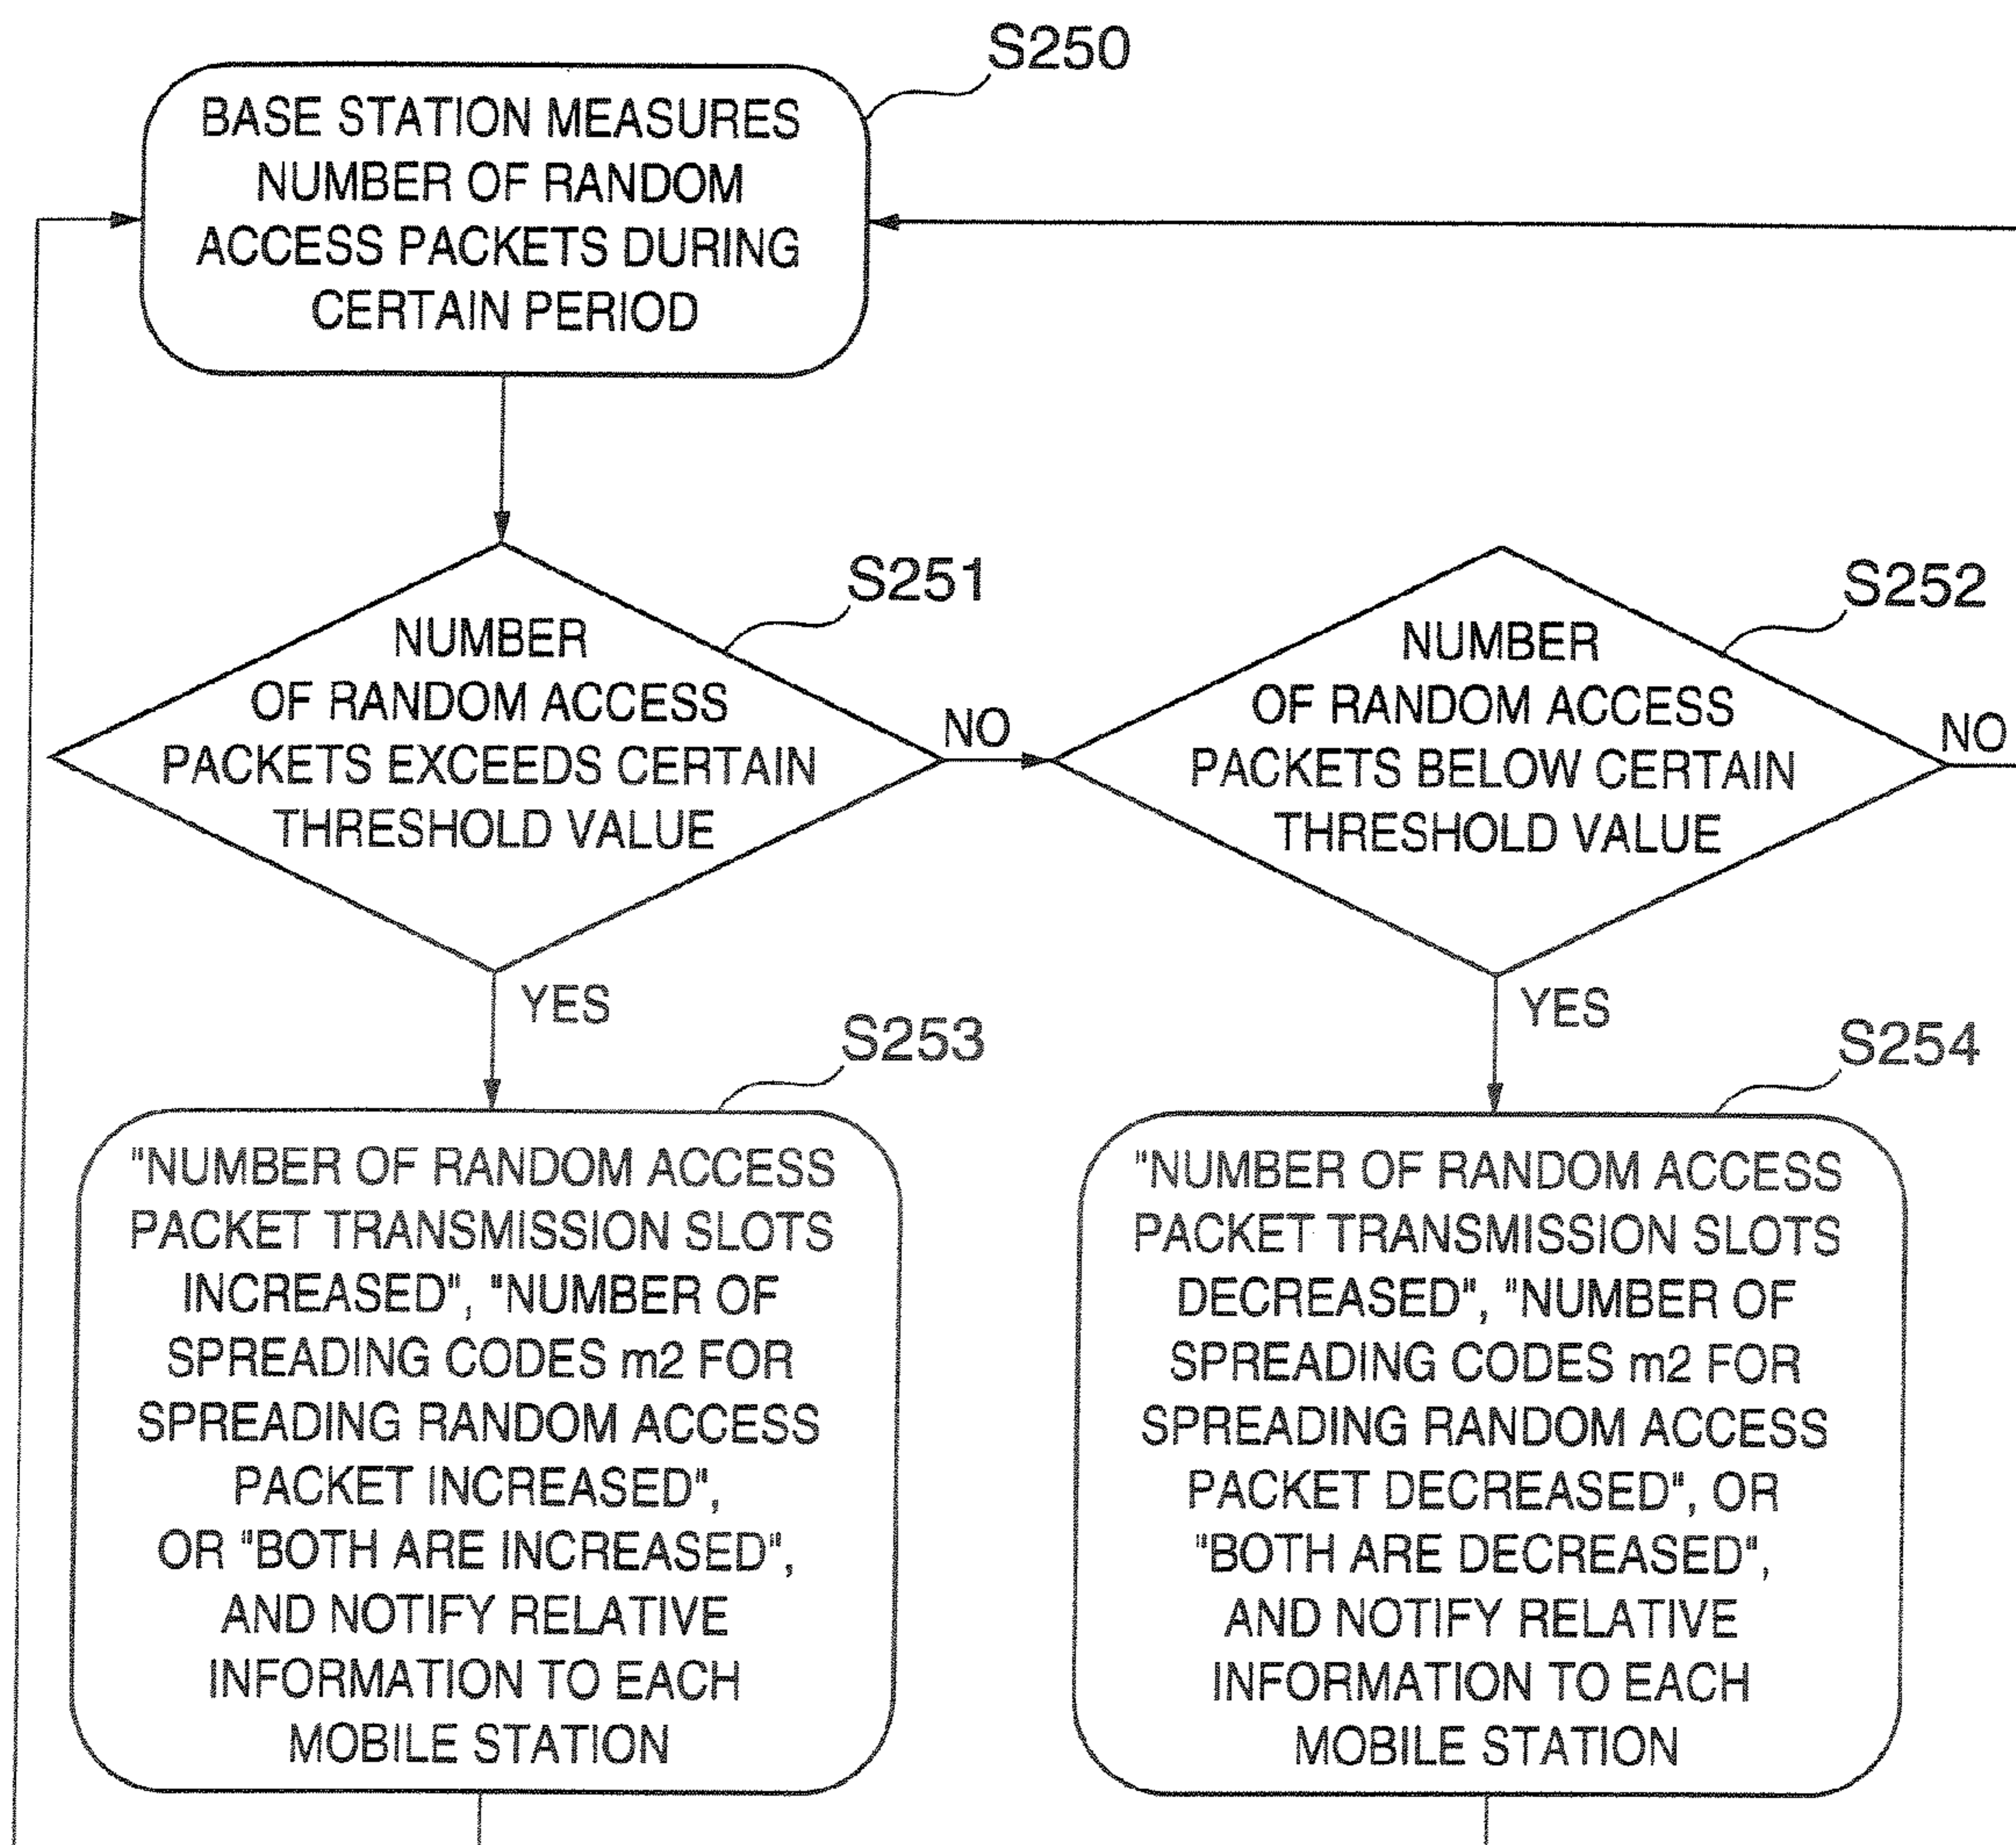 S250
BASE STATION MEASURES
NUMBER OF RANDOM
ACCESS PACKETS DURING
CERTAIN PERIOD
S251
NUMBER
OF RANDOM ACCESS
PACKETS EXCEEDS CERTAIN
THRESHOLD VALUE
NO
S252
NUMBER
OF RANDOM ACCESS
PACKETS BELOW CERTAIN
THRESHOLD VALUE
NO
YES
YES
S253
"NUMBER OF RANDOM ACCESS
PACKET TRANSMISSION SLOTS
INCREASED", "NUMBER OF
SPREADING CODES m2 FOR
SPREADING RANDOM ACCESS
PACKET INCREASED",
OR "BOTH ARE INCREASED",
AND NOTIFY RELATIVE
INFORMATION TO EACH
MOBILE STATION
S254
"NUMBER OF RANDOM ACCESS
PACKET TRANSMISSION SLOTS
DECREASED", "NUMBER OF
SPREADING CODES m2 FOR
SPREADING RANDOM ACCESS
PACKET DECREASED", OR
"BOTH ARE DECREASED",
AND NOTIFY RELATIVE
INFORMATION TO EACH
MOBILE STATION